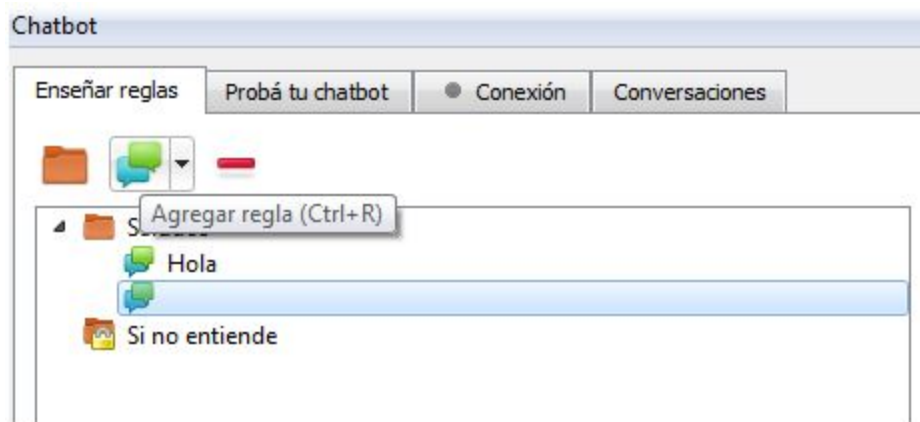 Chatbot
Enseñar reglas Probá tu chatbot Conexión Conversaciones
Agregar regla (Ctrl+R)
Hola
Si no entiende